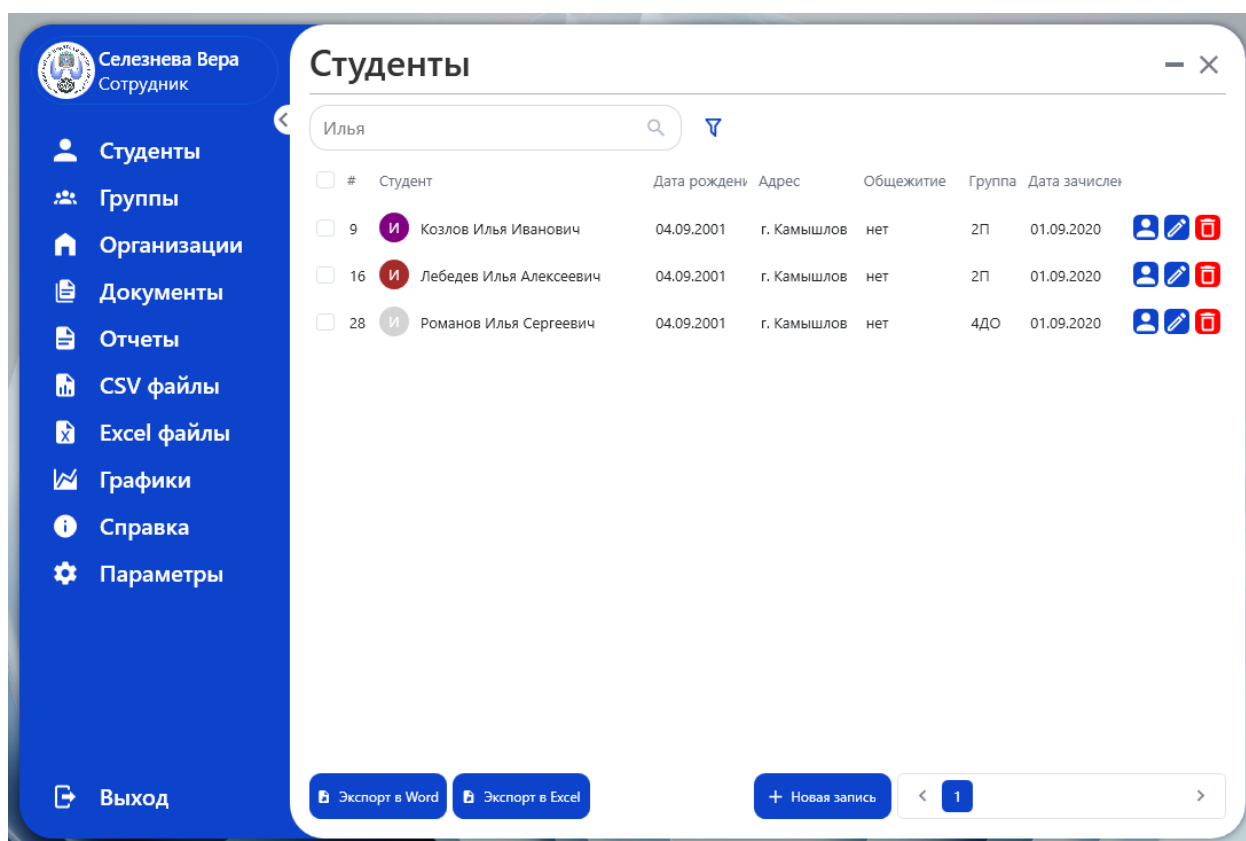 Селезнева Вера
Сотрудник
Студенты
Группы
Организации
Документы
Отчеты
CSV файлы
Excel файлы
Графики
Справка
Параметры
Выход
Студенты
Илья
# Студент Дата рождени Адрес Общежитие Группа Дата зачислен
9 И Козлов Илья Иванович 04.09.2001 г. Камышлов нет 2П 01.09.2020
16 И Лебедев Илья Алексеевич 04.09.2001 г. Камышлов нет 2П 01.09.2020
28 И Романов Илья Сергеевич 04.09.2001 г. Камышлов нет 4ДО 01.09.2020
Экспорт в Word Экспорт в Excel + Новая запись < 1 >